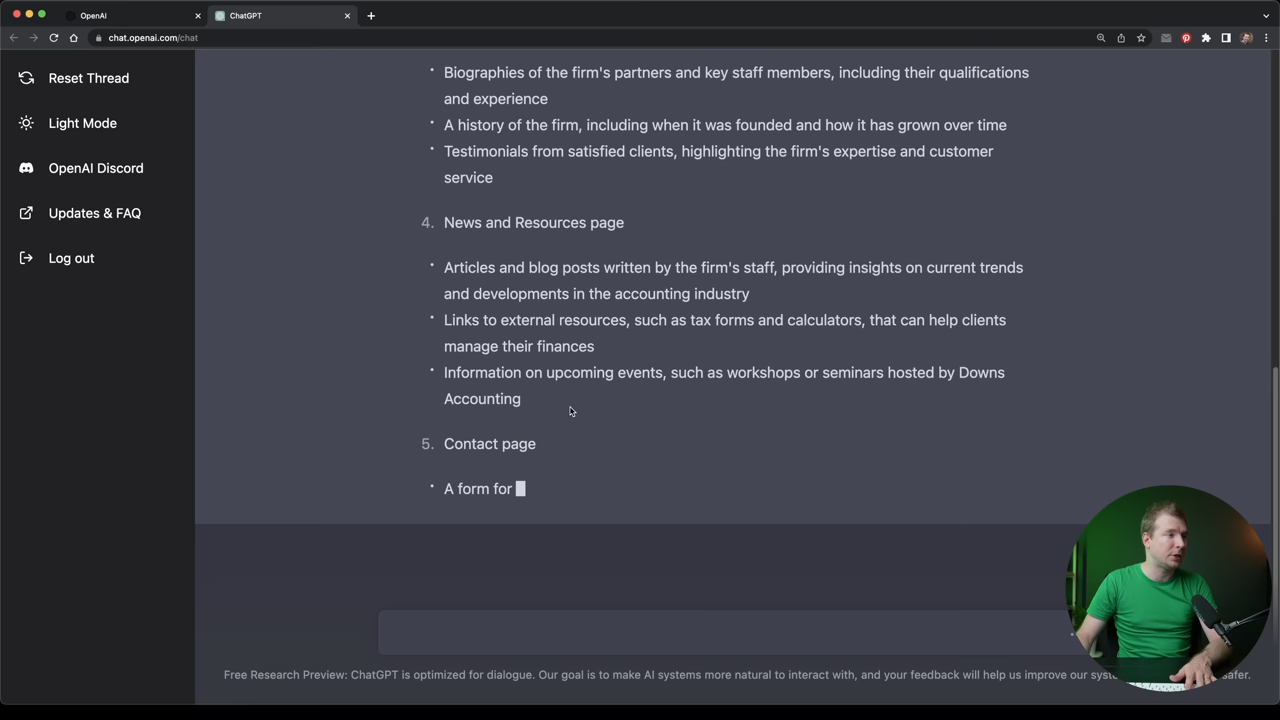 OpenAI
ChatGPT
chat.openai.com/chat
Reset Thread
Light Mode
OpenAI Discord
Updates & FAQ
Log out
• Biographies of the firm's partners and key staff members, including their qualifications
and experience
• A history of the firm, including when it was founded and how it has grown over time
• Testimonials from satisfied clients, highlighting the firm's expertise and customer
service
4. News and Resources page
• Articles and blog posts written by the firm's staff, providing insights on current trends
and developments in the accounting industry
• Links to external resources, such as tax forms and calculators, that can help clients
manage their finances
• Information on upcoming events, such as workshops or seminars hosted by Downs
Accounting
5. Contact page
• A form for
Free Research Preview: ChatGPT is optimized for dialogue. Our goal is to make AI systems more natural to interact with, and your feedback will help us improve our safer.